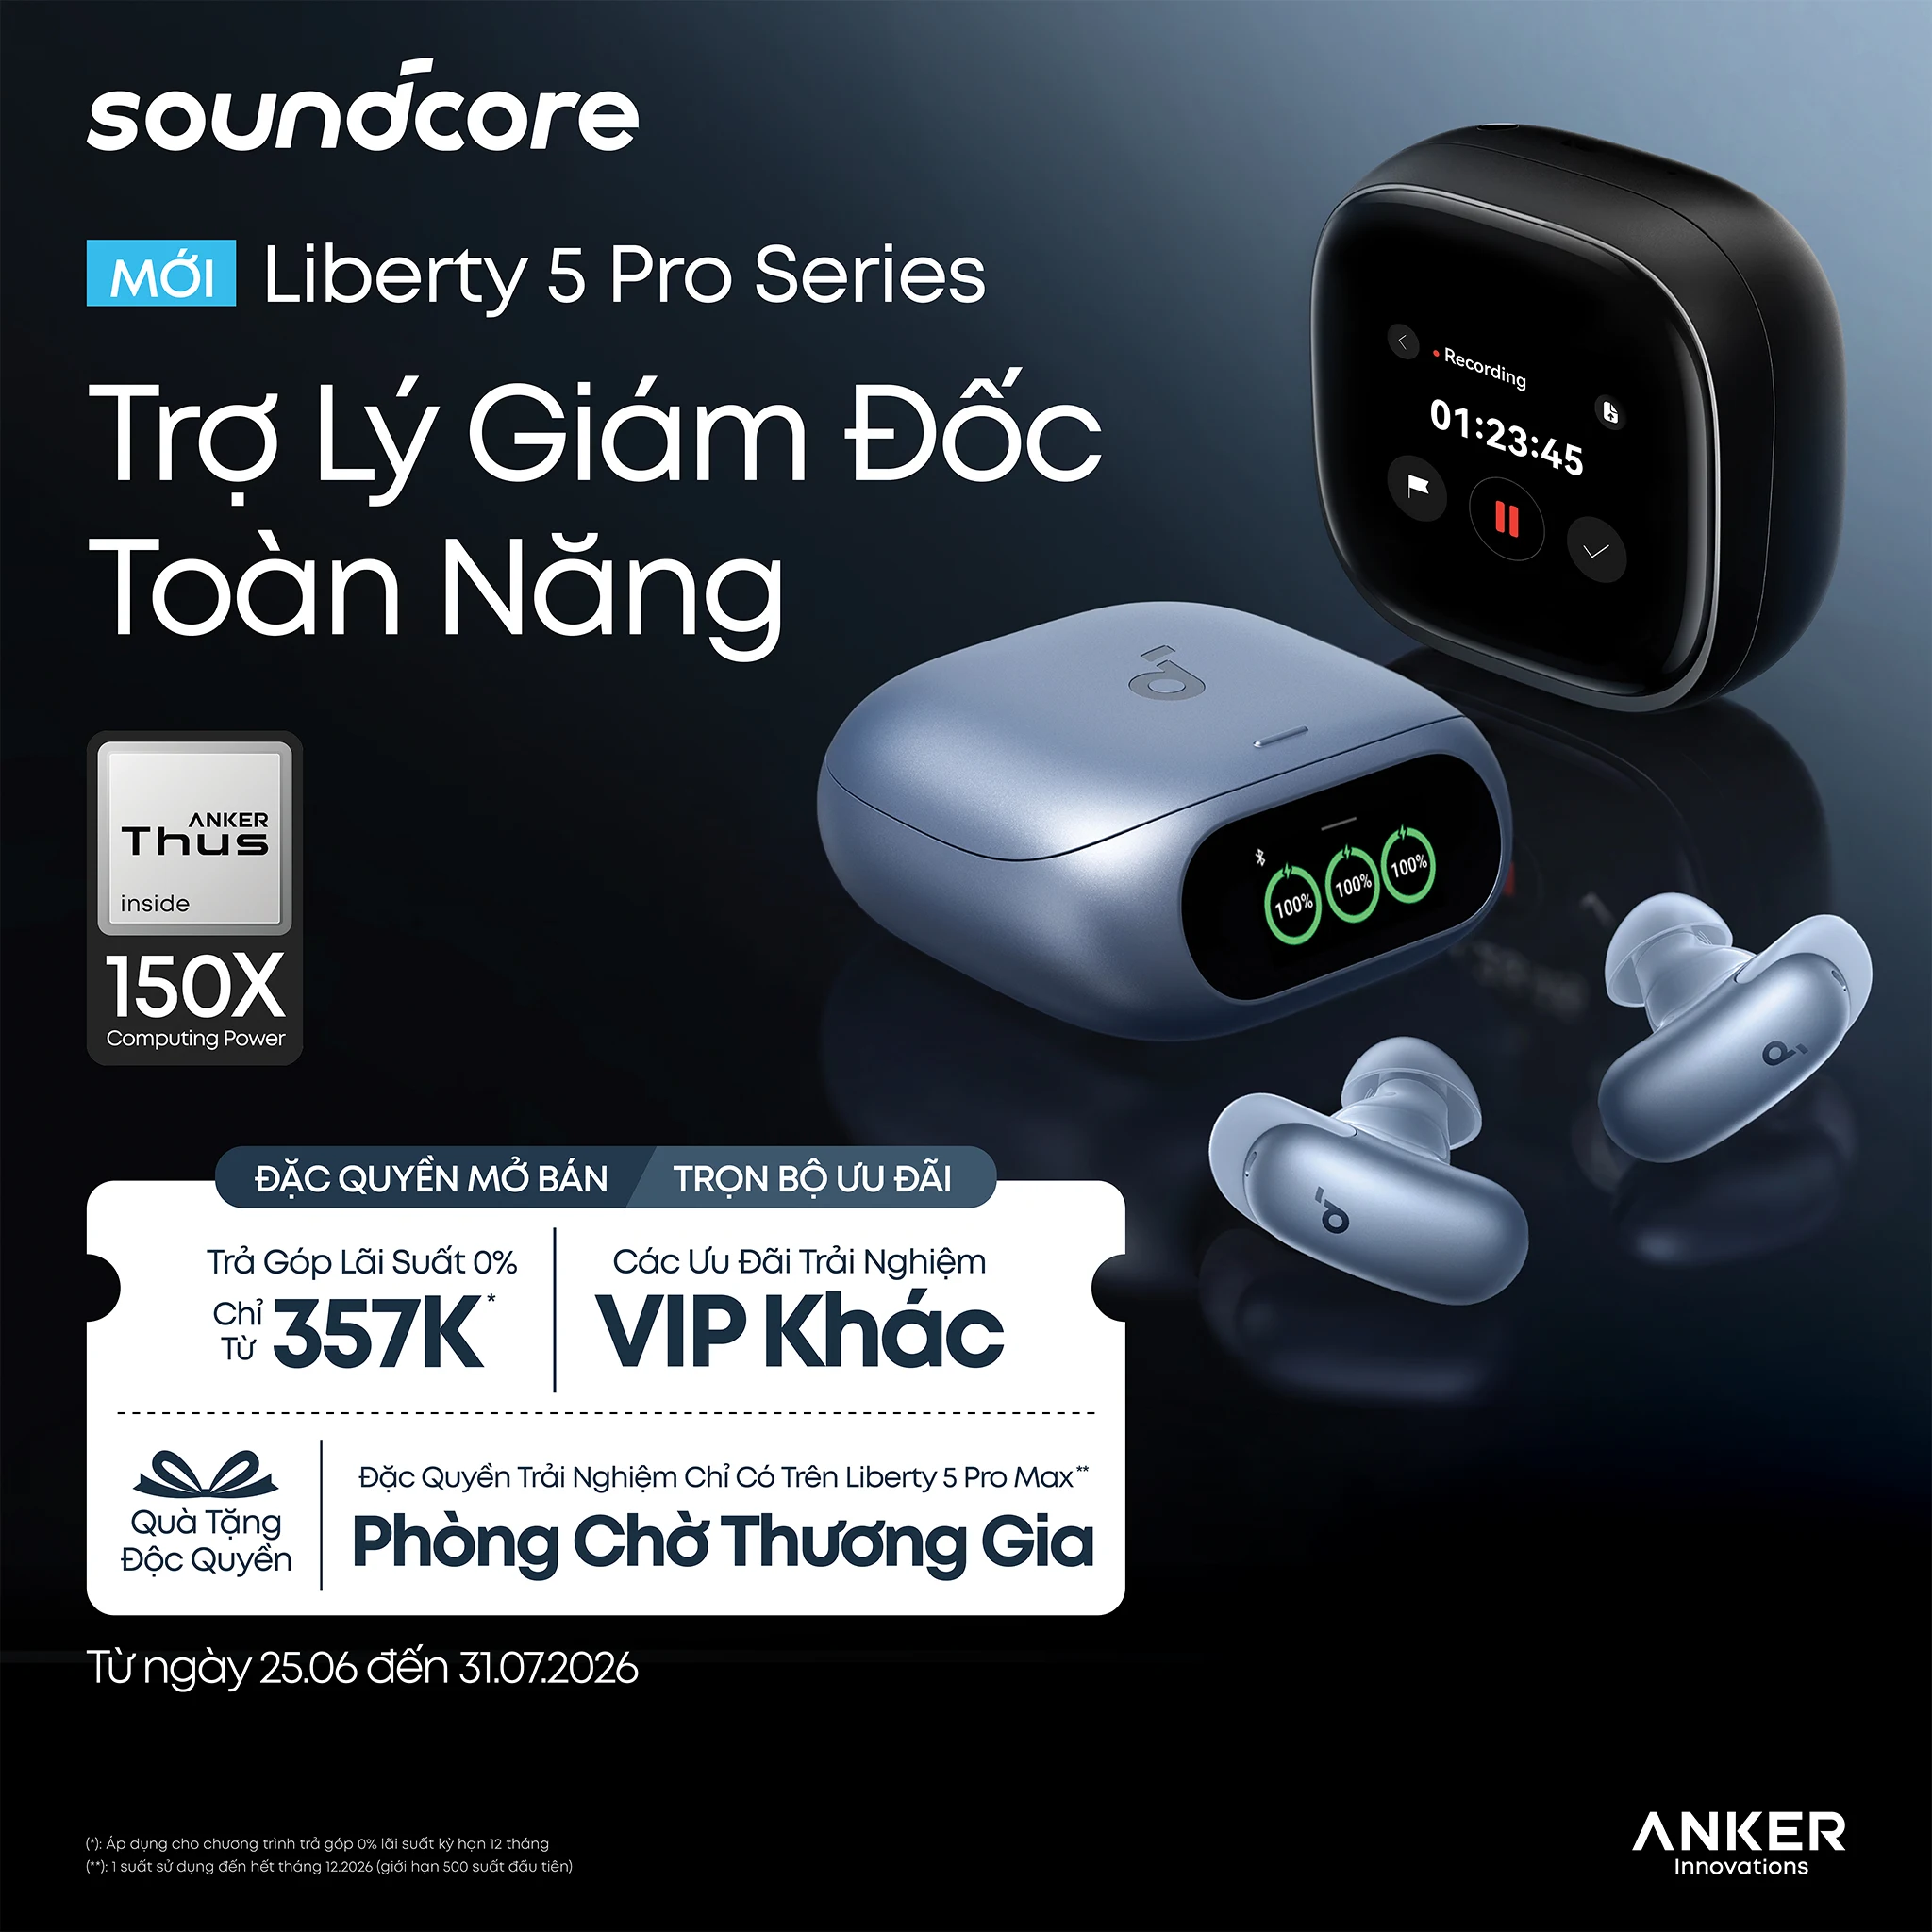 soundcore
MỚI Liberty 5 Pro Series
Trợ Lý Giám Đốc
Toàn Năng
Recording
01:23:45
100% 100% 100%
ANKER
Thus
inside
150X
Computing Power
ĐẶC QUYỀN MỞ BÁN TRỌN BỘ ƯU ĐÃI
Trả Góp Lãi Suất 0%
Chỉ Từ 357K*
Các Ưu Đãi Trải Nghiệm
VIP Khác
Quà Tặng
Độc Quyền
Đặc Quyền Trải Nghiệm Chỉ Có Trên Liberty 5 Pro Max**
Phòng Chờ Thương Gia
Từ ngày 25.06 đến 31.07.2026
(*): Áp dụng cho chương trình trả góp 0% lãi suất kỳ hạn 12 tháng
(**): 1 suất sử dụng đến hết tháng 12.2026 (giới hạn 500 suất đầu tiên)
ANKER
Innovations